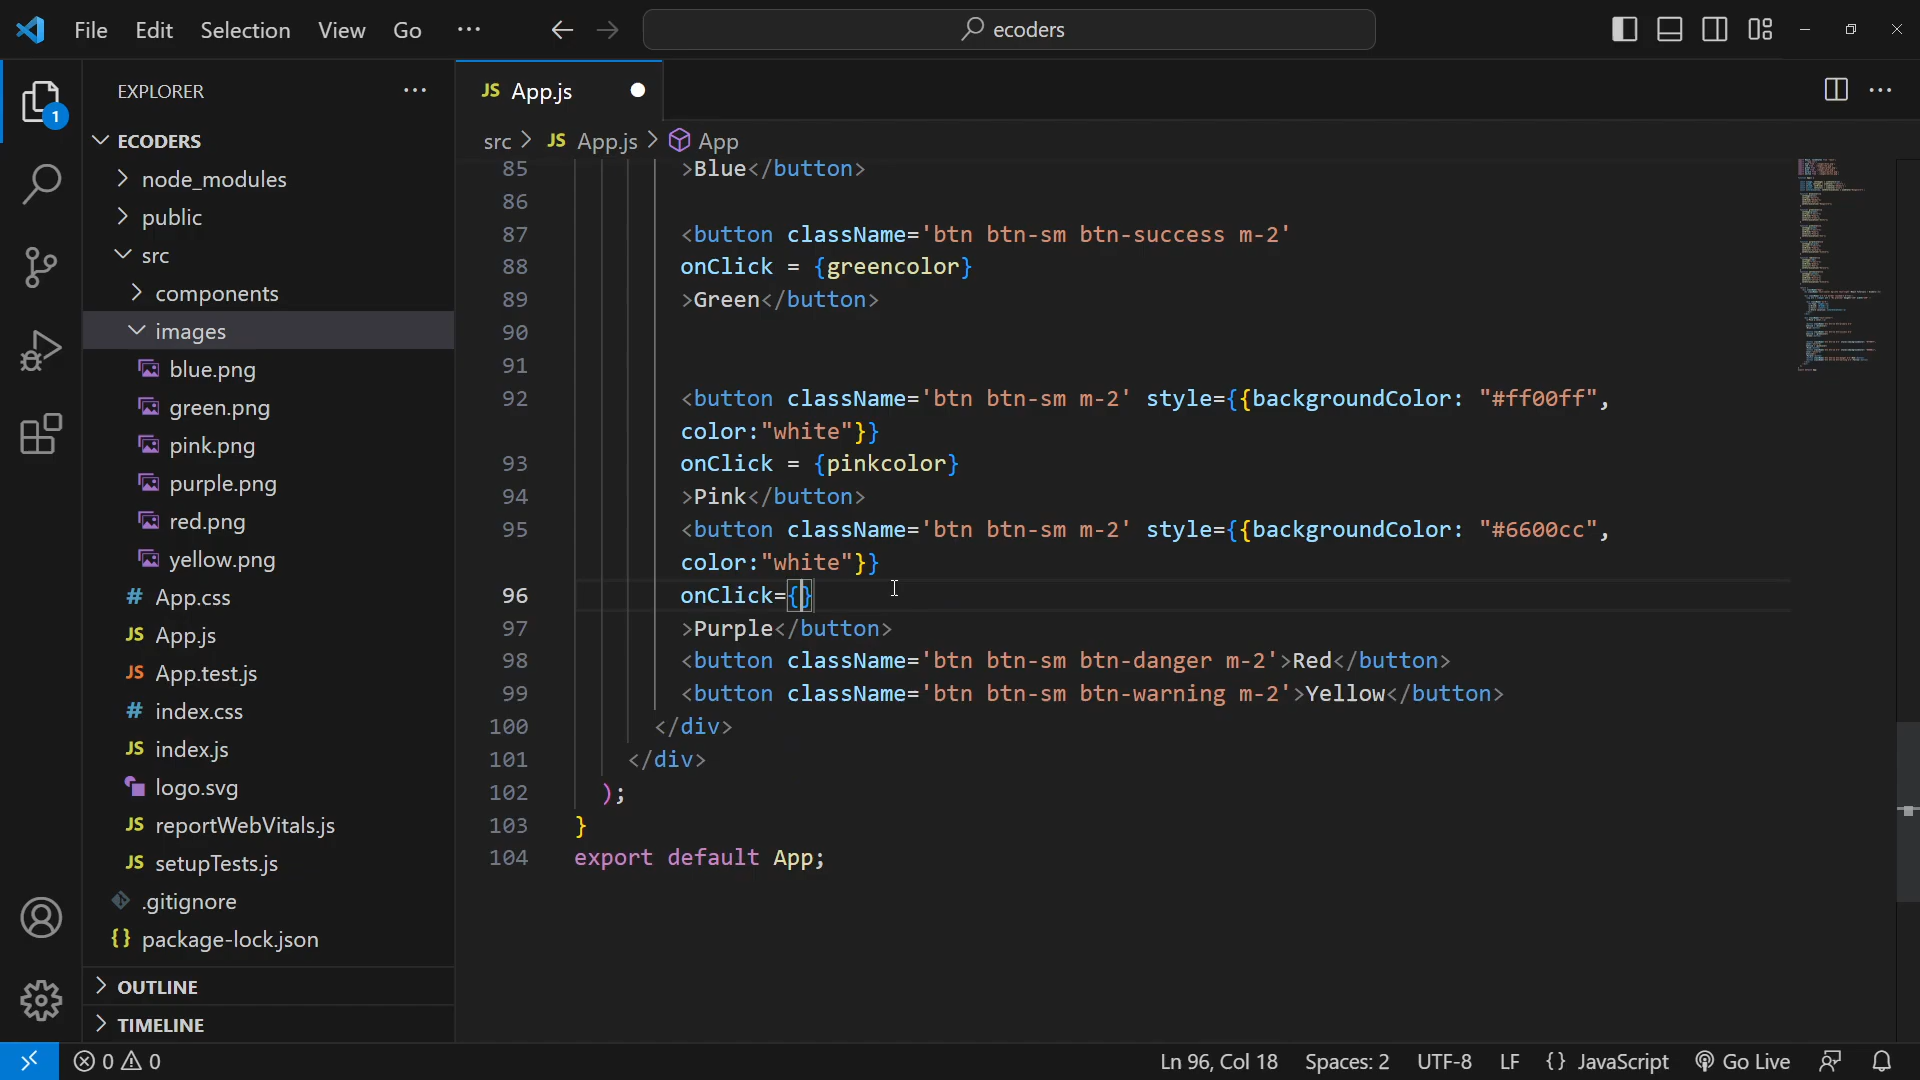 File Edit Selection View Go ··· ecoders
EXPLORER
JS App.js
ECODERS
src > JS App.js > App
node_modules
public
src
components
images
blue.png
green.png
pink.png
purple.png
red.png
yellow.png
# App.css
JS App.js
JS App.test.js
# index.css
JS index.js
logo.svg
JS reportWebVitals.js
JS setupTests.js
.gitignore
{} package-lock.json
OUTLINE
TIMELINE
1
85 >Blue</button>
86
87 <button className='btn btn-sm btn-success m-2'
88 onClick = {greencolor}
89 >Green</button>
90
91
92 <button className='btn btn-sm m-2' style={{backgroundColor: "#ff00ff",
color:"white"}}
93 onClick = {pinkcolor}
94 >Pink</button>
95 <button className='btn btn-sm m-2' style={{backgroundColor: "#6600cc",
color:"white"}}
96 onClick={}
97 >Purple</button>
98 <button className='btn btn-sm btn-danger m-2'>Red</button>
99 <button className='btn btn-sm btn-warning m-2'>Yellow</button>
100 </div>
101 </div>
102 );
103 }
104 export default App;
0 0 Ln 96, Col 18 Spaces: 2 UTF-8 LF {} JavaScript Go Live